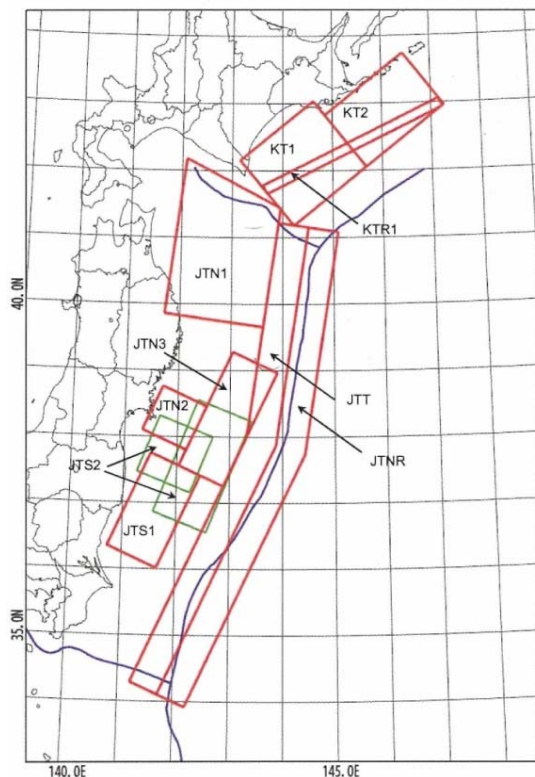 KT2
KT1
KTR1
JTN1
40.0N
JTN3
JTT
JTN2
JTNR
JTS2
JTS1
35.0N
140.0E
145.0E